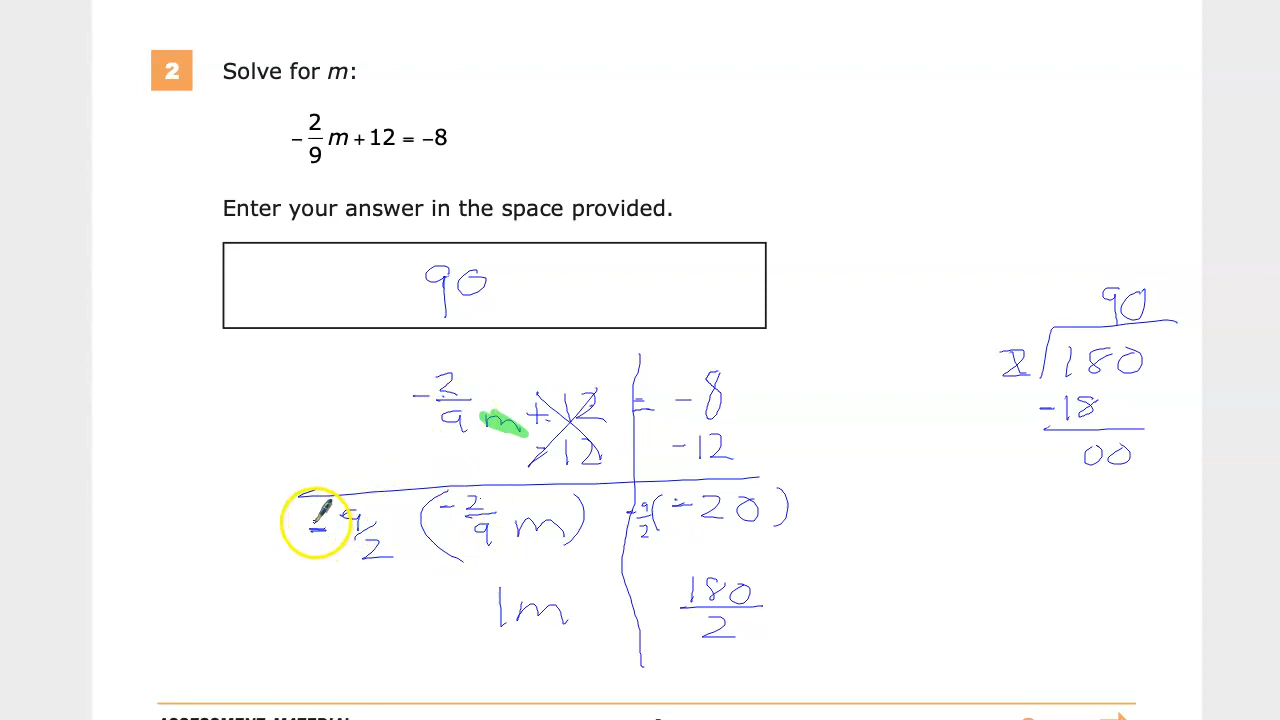 2 Solve for m:
-2/9 m + 12 = -8
Enter your answer in the space provided.
90
-2/9 m + 12 = -8
-12 -12
-9/2 (-2/9 m) -9/2 (-20)
1m 180/2
90
2 180
-18
00